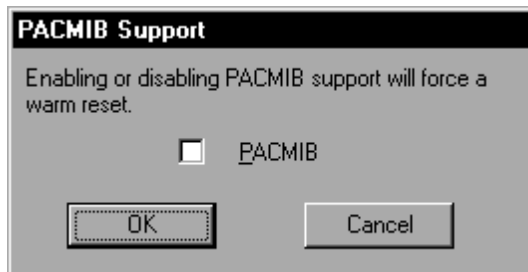 PACMIB Support
Enabling or disabling PACMIB support will force a
warm reset.
PACMIB
OK
Cancel